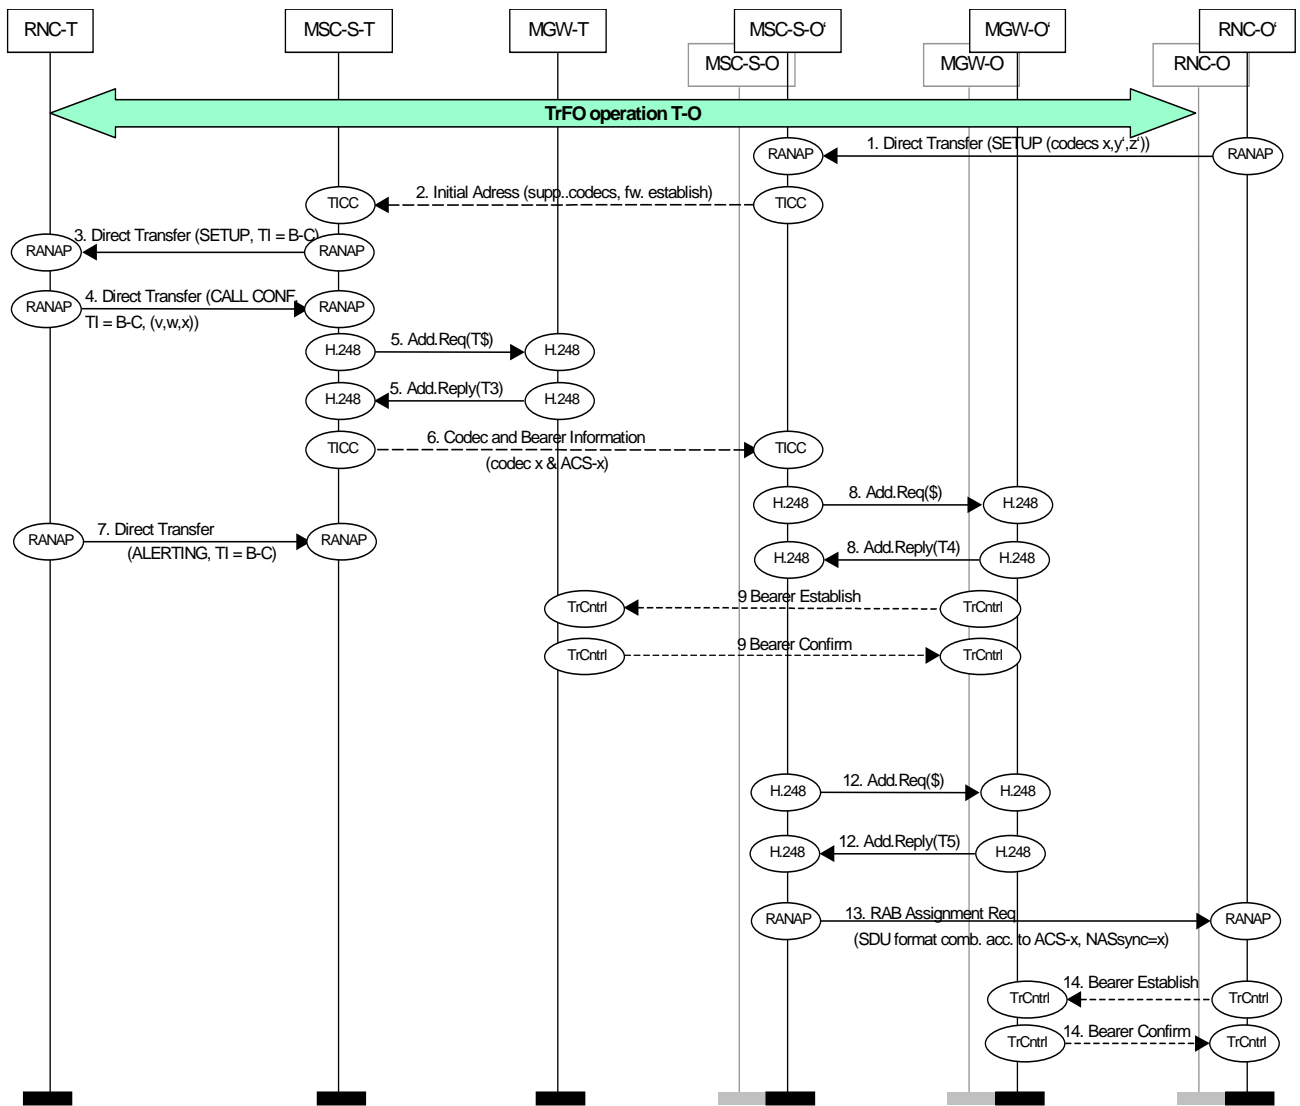 RNC-T
MSC-S-T
MGW-T
MSC-S-O'
MGW-O'
RNC-O'
MSC-S-O
MGW-O
RNC-O
TrFO operation T-O
RANAP
1. Direct Transfer (SETUP (codecs x,y',z'))
RANAP
TICC
2. Initial Adress (supp..codecs, fw. establish)
TICC
RANAP
3. Direct Transfer (SETUP, TI = B-C)
RANAP
RANAP
4. Direct Transfer (CALL CONF,
TI = B-C, (v,w,x))
RANAP
H.248
5. Add.Req(T$)
H.248
H.248
5. Add.Reply(T3)
H.248
TICC
6. Codec and Bearer Information
(codec x & ACS-x)
TICC
H.248
8. Add.Req($)
H.248
RANAP
7. Direct Transfer
(ALERTING, TI = B-C)
RANAP
H.248
8. Add.Reply(T4)
H.248
TrCntrl
9 Bearer Establish
TrCntrl
TrCntrl
9 Bearer Confirm
TrCntrl
H.248
12. Add.Req($)
H.248
H.248
12. Add.Reply(T5)
H.248
RANAP
13. RAB Assignment Req
(SDU format comb. acc. to ACS-x, NASsync=x)
RANAP
TrCntrl
14. Bearer Establish
TrCntrl
TrCntrl
14. Bearer Confirm
TrCntrl